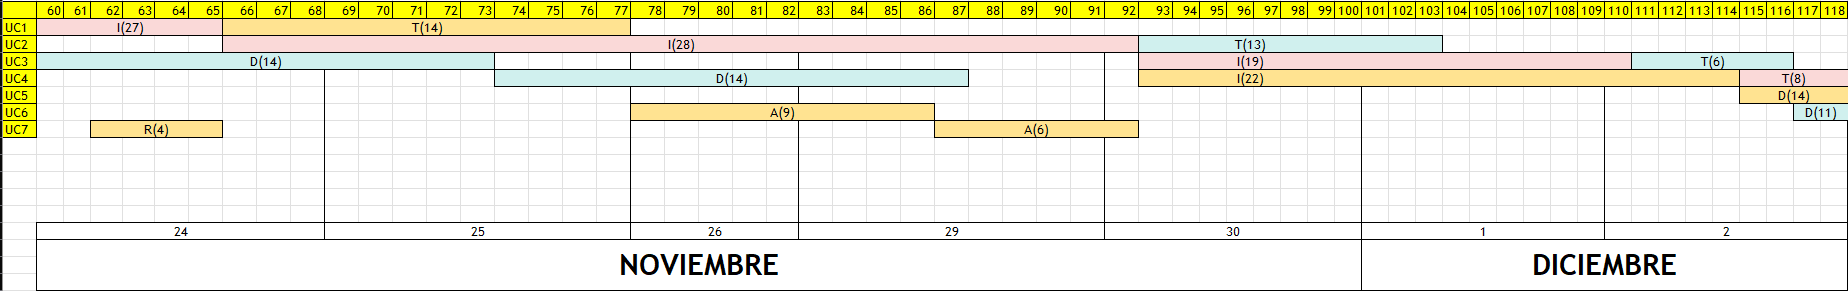 60 61 62 63 64 65 66 67 68 69 70 71 72 73 74 75 76 77 78 79 80 81 82 83 84 85 86 87 88 89 90 91 92 93 94 95 96 97 98 99 100 101 102 103 104 105 106 107 108 109 110 111 112 113 114 115 116 117 118
UC1 I(27) T(14)
UC2 I(28) T(13)
UC3 D(14) I(19) T(6)
UC4 D(14) I(22) T(8)
UC5 D(14)
UC6 A(9) D(11)
UC7 R(4) A(6)
24 25 26 29 30 1 2
NOVIEMBRE DICIEMBRE